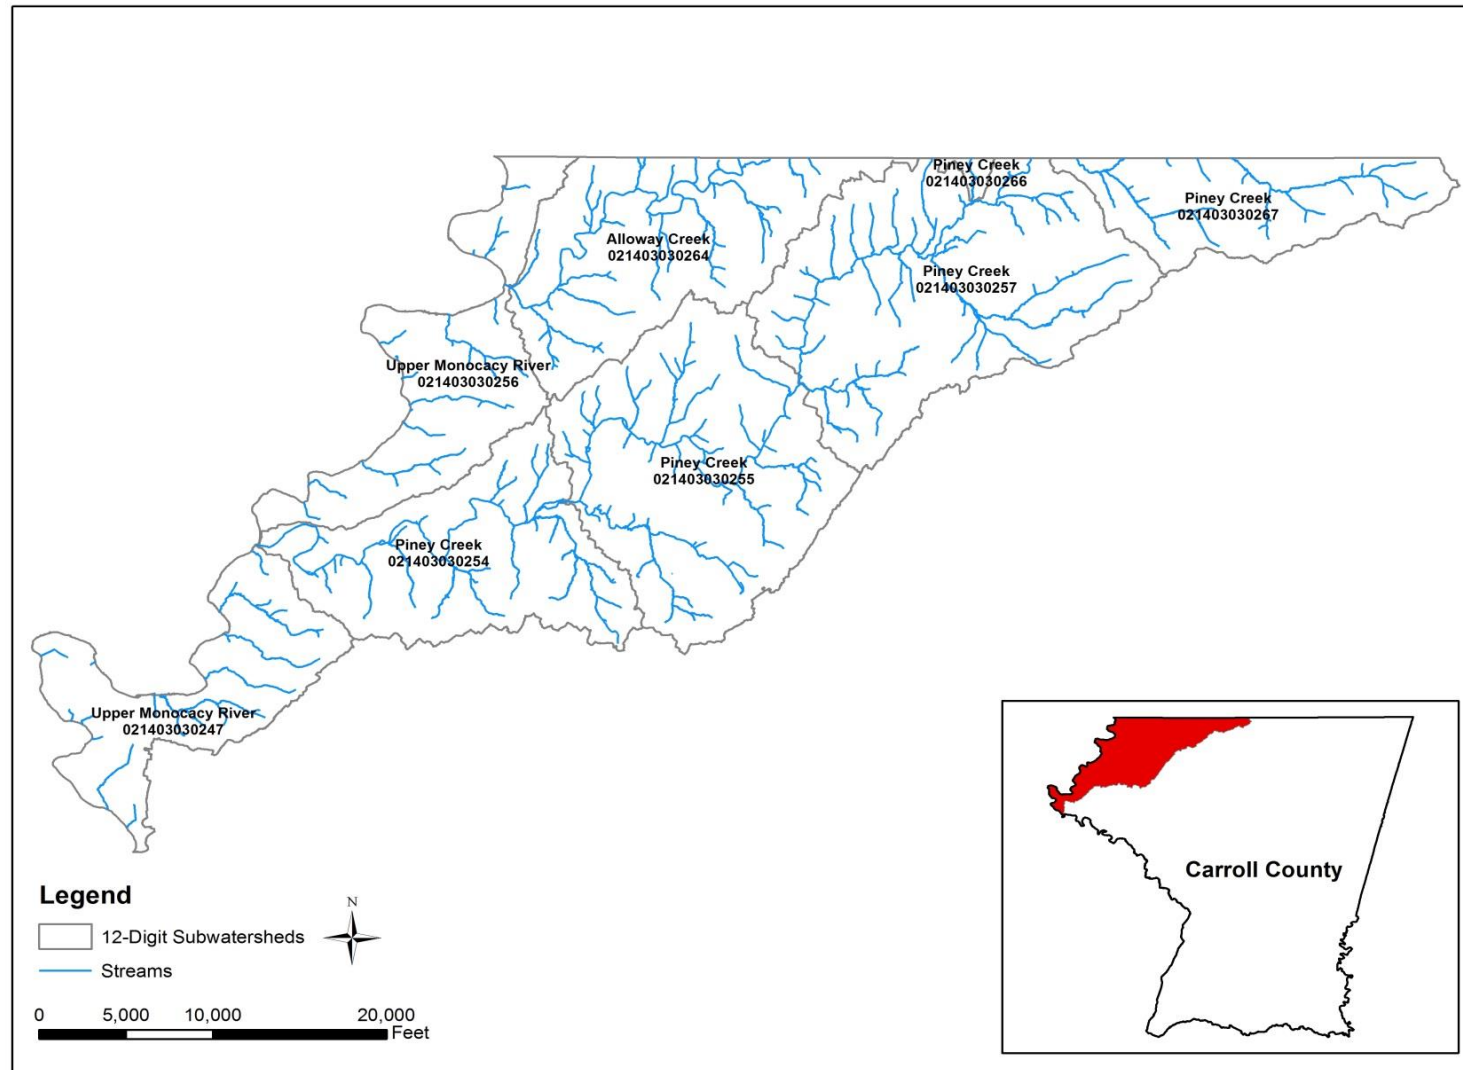 Piney Creek
021403030266
Piney Creek
021403030267
Alloway Creek
021403030264
Piney Creek
021403030257
Upper Monocacy River
021403030256
Piney Creek
021403030255
Piney Creek
021403030254
Upper Monocacy River
021403030247
Carroll County
Legend
12-Digit Subwatersheds
N
Streams
0 5,000 10,000 20,000
Feet